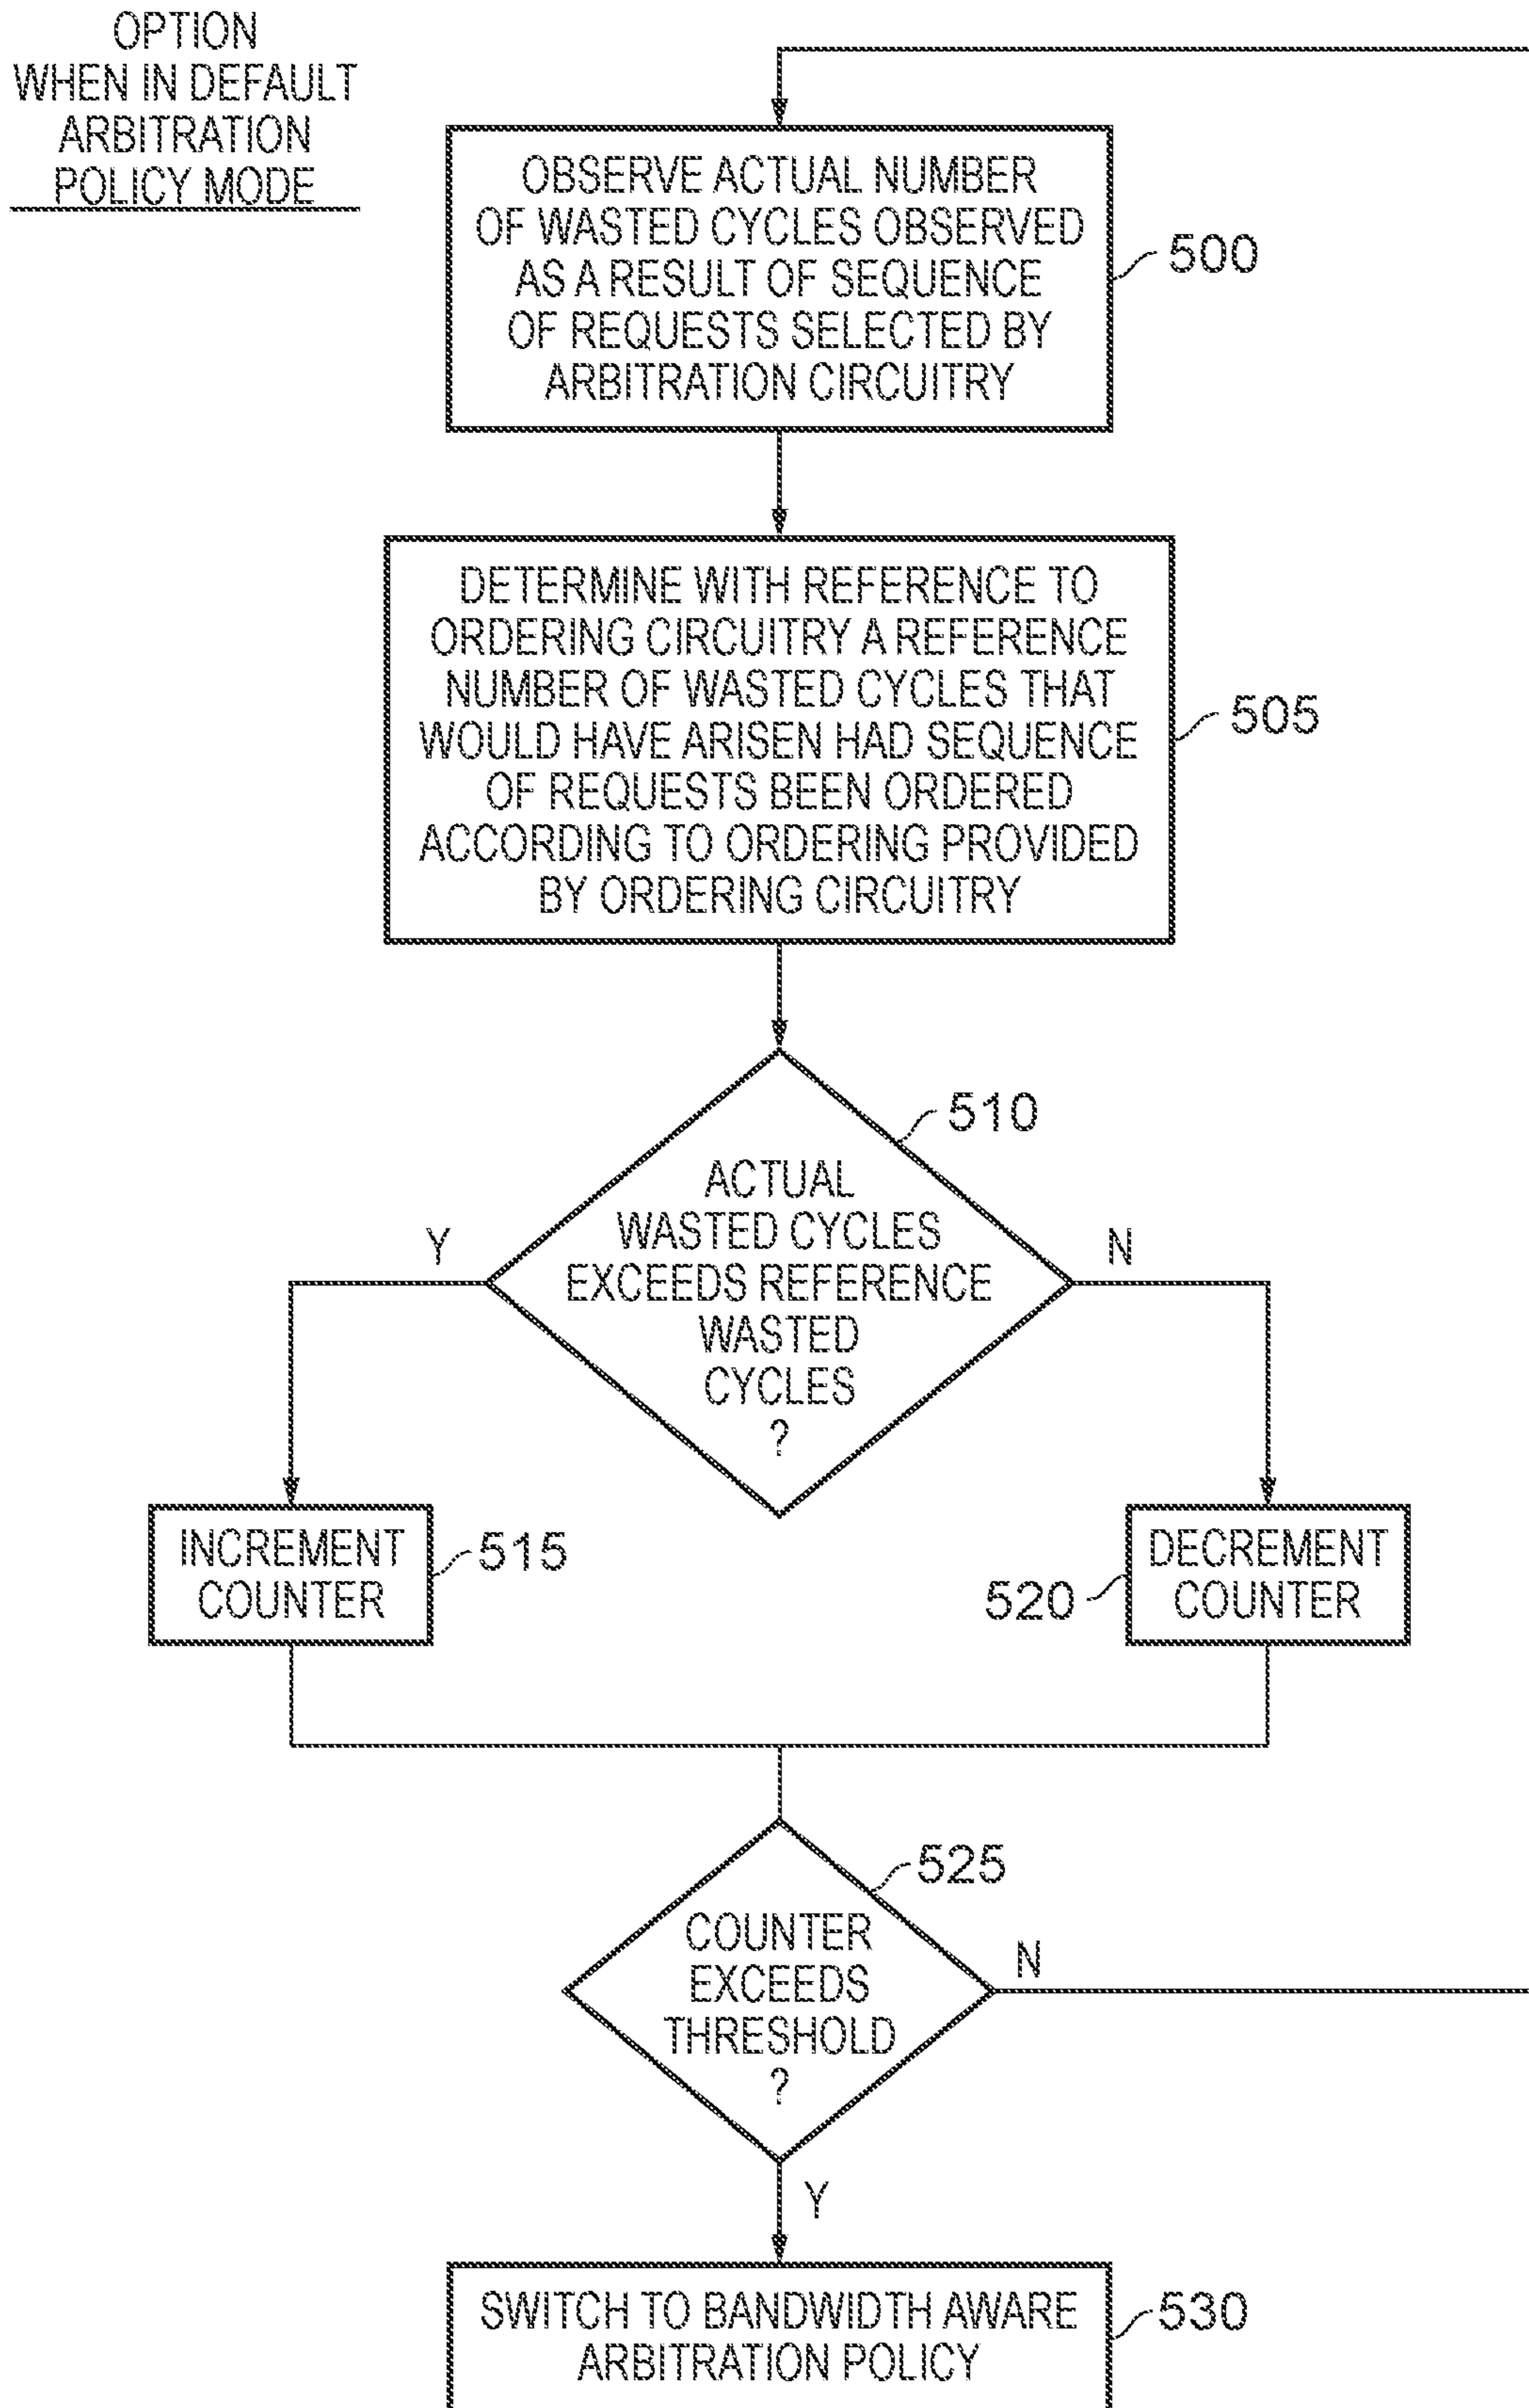 OPTION
WHEN IN DEFAULT
ARBITRATION
POLICY MODE
OBSERVE ACTUAL NUMBER
OF WASTED CYCLES OBSERVED
AS A RESULT OF SEQUENCE
OF REQUESTS SELECTED BY
ARBITRATION CIRCUITRY
500
DETERMINE WITH REFERENCE TO
ORDERING CIRCUITRY A REFERENCE
NUMBER OF WASTED CYCLES THAT
WOULD HAVE ARISEN HAD SEQUENCE
OF REQUESTS BEEN ORDERED
ACCORDING TO ORDERING PROVIDED
BY ORDERING CIRCUITRY
505
510
ACTUAL
WASTED CYCLES
EXCEEDS REFERENCE
WASTED
CYCLES
?
Y
N
INCREMENT
COUNTER
515
520
DECREMENT
COUNTER
525
COUNTER
EXCEEDS
THRESHOLD
?
N
Y
SWITCH TO BANDWIDTH AWARE
ARBITRATION POLICY
530